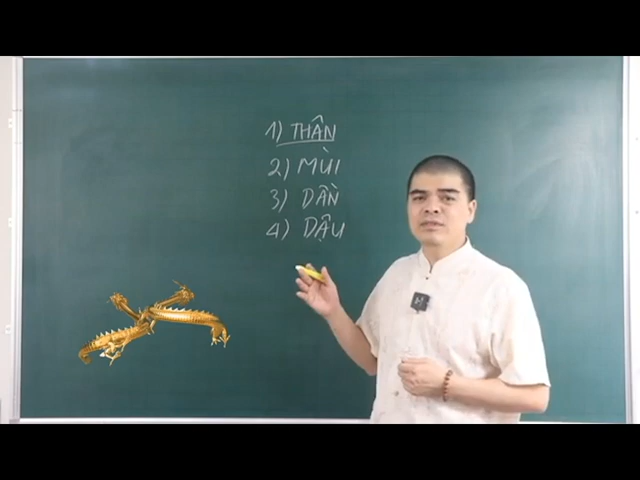 1) THÂN
2) MÙI
3) DẦN
4) DẬU